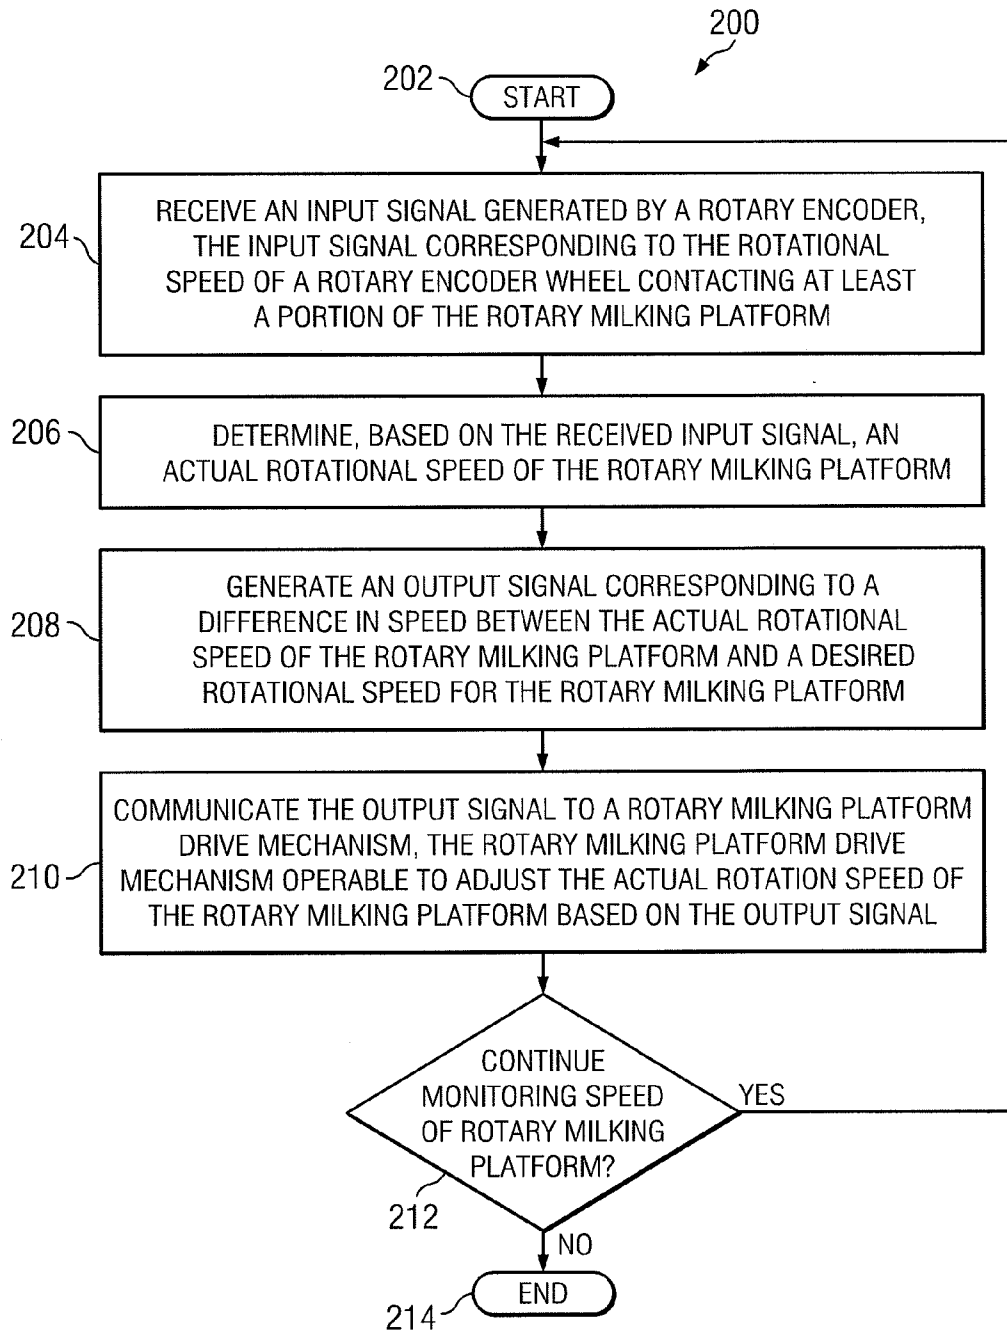 200
202
START
204
RECEIVE AN INPUT SIGNAL GENERATED BY A ROTARY ENCODER,
THE INPUT SIGNAL CORRESPONDING TO THE ROTATIONAL
SPEED OF A ROTARY ENCODER WHEEL CONTACTING AT LEAST
A PORTION OF THE ROTARY MILKING PLATFORM
206
DETERMINE, BASED ON THE RECEIVED INPUT SIGNAL, AN
ACTUAL ROTATIONAL SPEED OF THE ROTARY MILKING PLATFORM
208
GENERATE AN OUTPUT SIGNAL CORRESPONDING TO A
DIFFERENCE IN SPEED BETWEEN THE ACTUAL ROTATIONAL
SPEED OF THE ROTARY MILKING PLATFORM AND A DESIRED
ROTATIONAL SPEED FOR THE ROTARY MILKING PLATFORM
210
COMMUNICATE THE OUTPUT SIGNAL TO A ROTARY MILKING PLATFORM
DRIVE MECHANISM, THE ROTARY MILKING PLATFORM DRIVE
MECHANISM OPERABLE TO ADJUST THE ACTUAL ROTATION SPEED OF
THE ROTARY MILKING PLATFORM BASED ON THE OUTPUT SIGNAL
CONTINUE
MONITORING SPEED
OF ROTARY MILKING
PLATFORM?
YES
212
NO
END
214